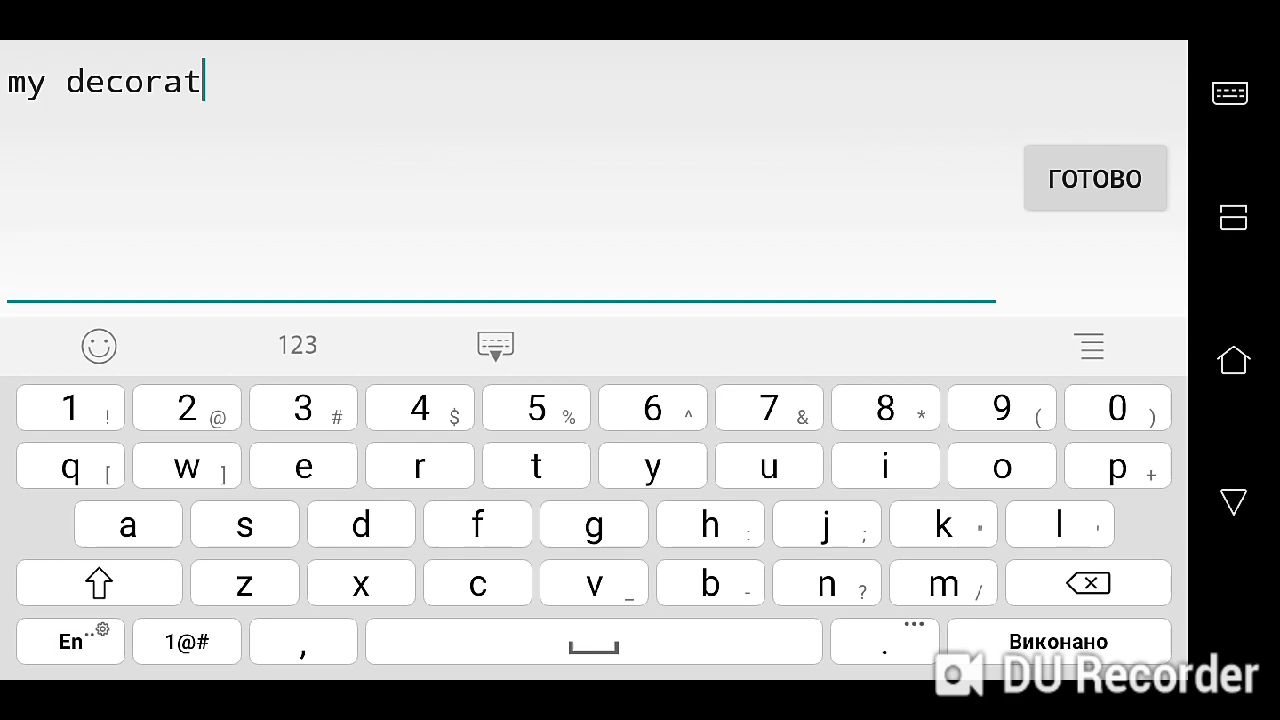 my decorat
ГОТОВО
123
1 ! 2 @ 3 # 4 $ 5 % 6 ^ 7 & 8 * 9 ( 0 )
q [ w ] e r t y u i o p +
a s d f g h : j ; k " l '
z x c v _ b - n ? m /
En 1@# , . ... Виконано
DU Recorder